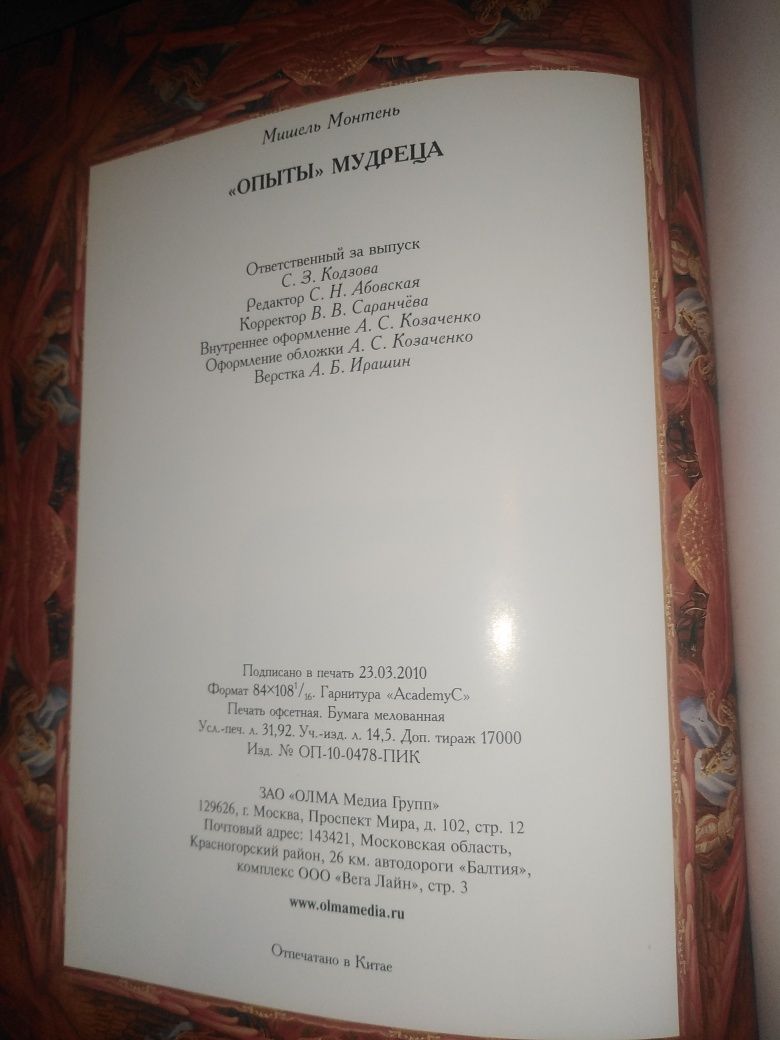 Мишель Монтень
«ОПЫТЫ» МУДРЕЦА
Ответственный за выпуск
С. З. Кодзова
Редактор С. Н. Абовская
Корректор В. В. Саранчёва
Внутреннее оформление А. С. Козаченко
Оформление обложки А. С. Козаченко
Верстка А. Б. Ирашин
Подписано в печать 23.03.2010
Формат 84×108¹/₁₆. Гарнитура «AcademyC»
Печать офсетная. Бумага мелованная
Усл.-печ. л. 31,92. Уч.-изд. л. 14,5. Доп. тираж 17000
Изд. № ОП-10-0478-ПИК
ЗАО «ОЛМА Медиа Групп»
129626, г. Москва, Проспект Мира, д. 102, стр. 12
Почтовый адрес: 143421, Московская область,
Красногорский район, 26 км. автодороги «Балтия»,
комплекс ООО «Вега Лайн», стр. 3
www.olmamedia.ru
Отпечатано в Китае